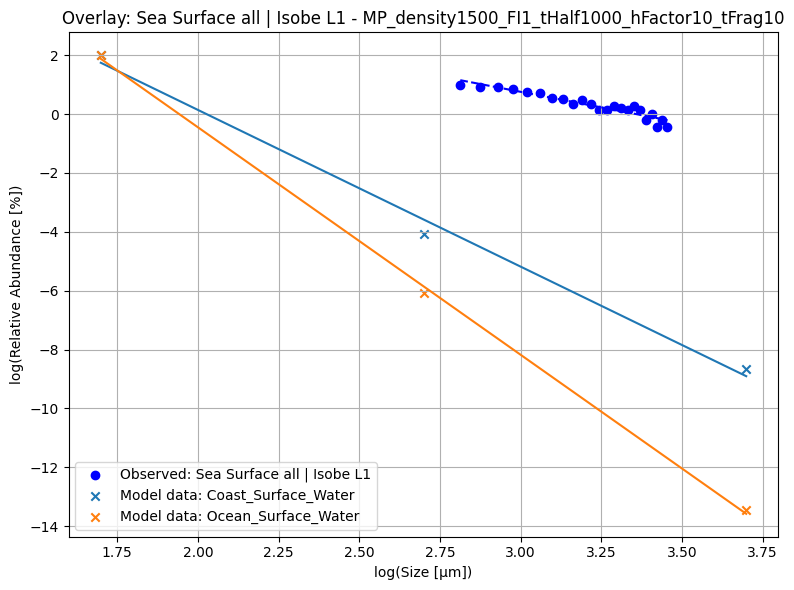 Overlay: Sea Surface all | Isobe L1 - MP_density1500_FI1_tHalf1000_hFactor10_tFrag10
log(Relative Abundance [%])
2
0
−2
−4
−6
−8
−10
−12
−14
Observed: Sea Surface all | Isobe L1
Model data: Coast_Surface_Water
Model data: Ocean_Surface_Water
1.75 2.00 2.25 2.50 2.75 3.00 3.25 3.50 3.75
log(Size [µm])